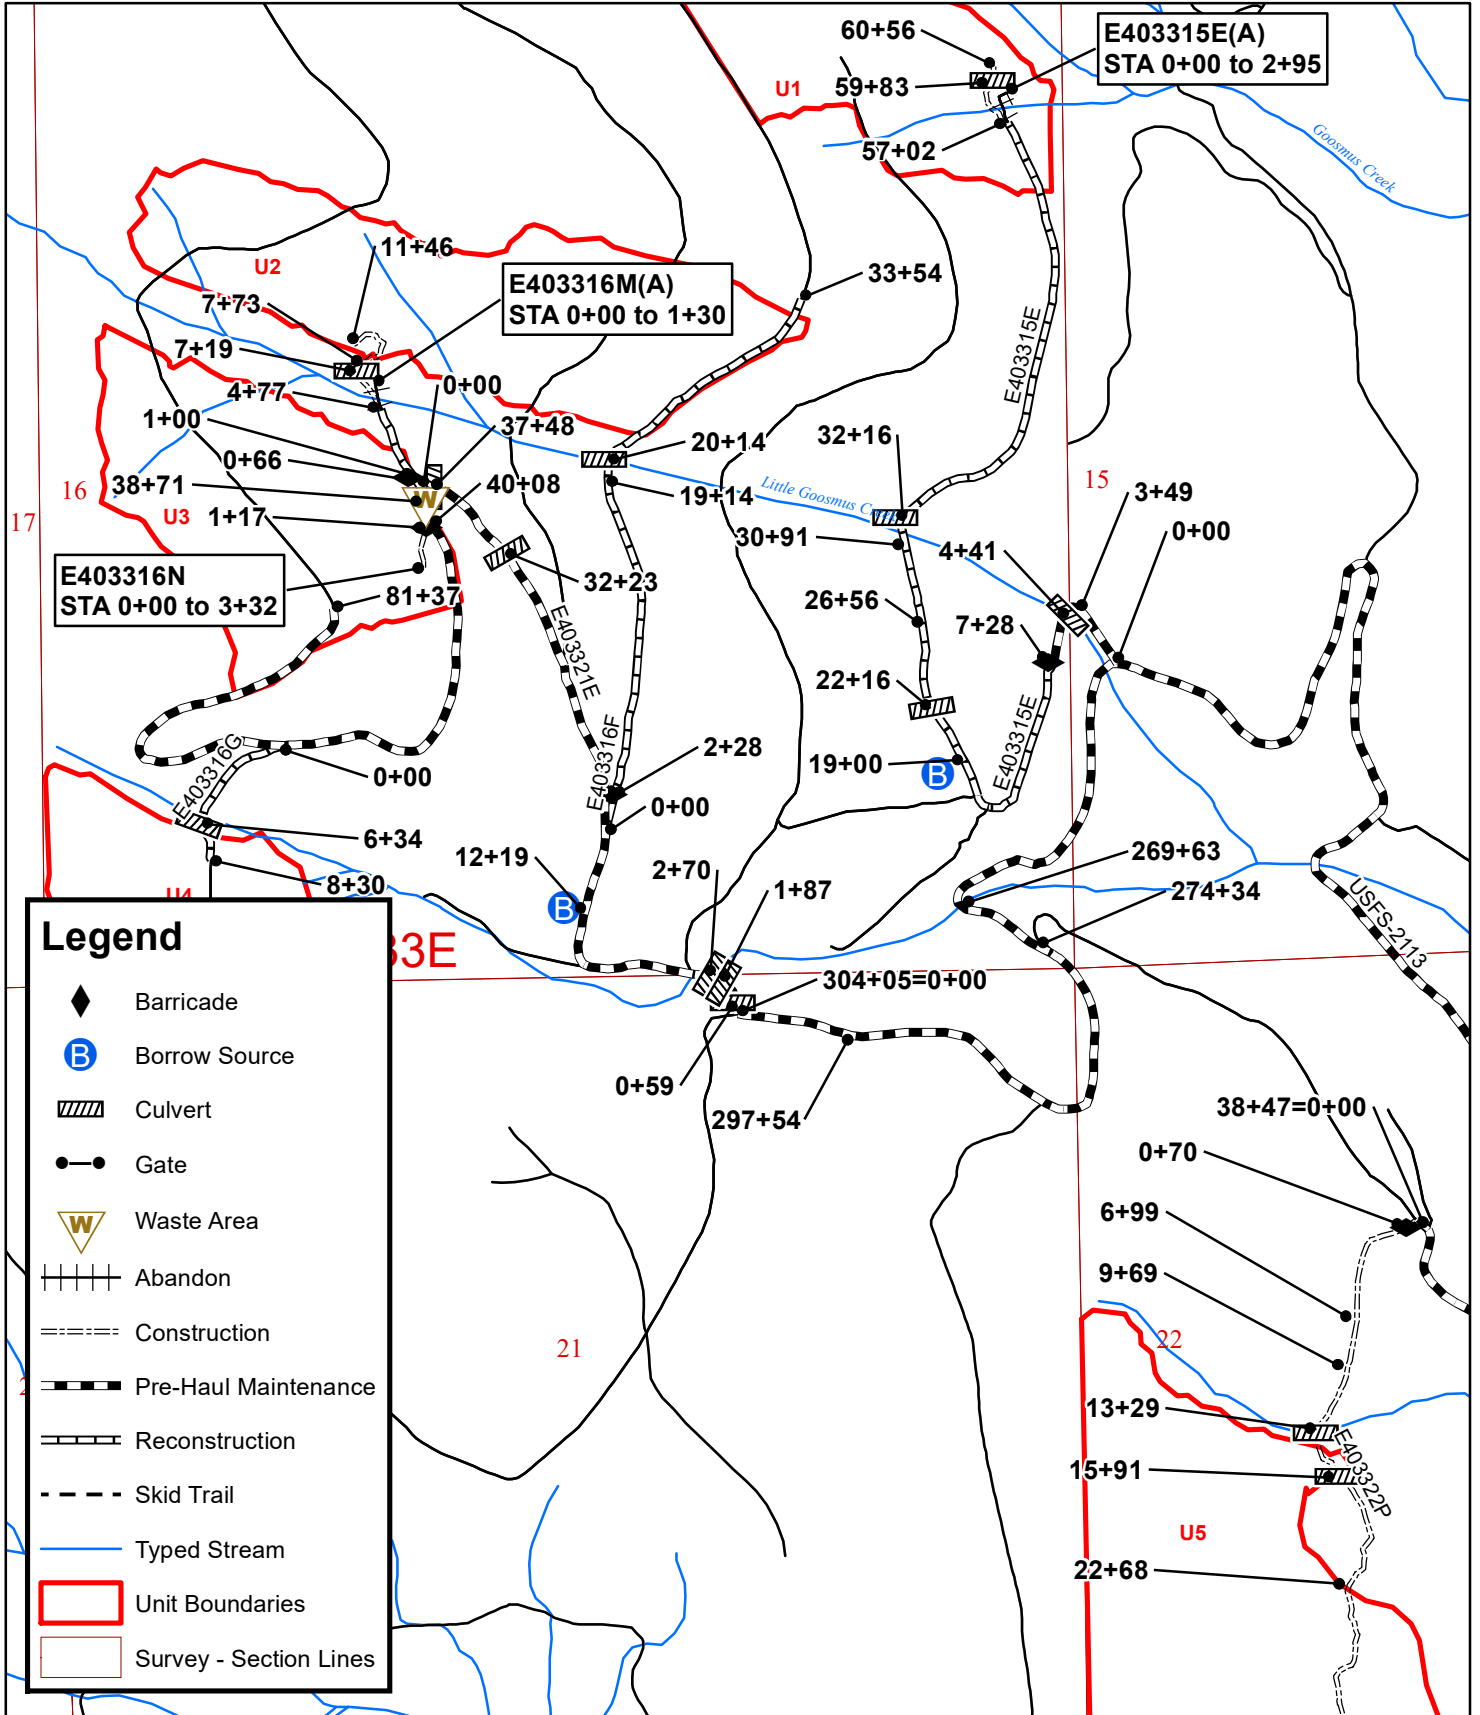 60+56
E403315E(A)
STA 0+00 to 2+95
U1
59+83
57+02
Goosmus Creek
11+46
U2
E403316M(A)
STA 0+00 to 1+30
33+54
7+73
7+19
E403315E
4+77
0+00
1+00
37+48
20+14
32+16
0+66
16
38+71
W
40+08
19+14
Little Goosmus Creek
15
3+49
17
U3
1+17
30+91
4+41
0+00
E403316N
STA 0+00 to 3+32
81+37
32+23
26+56
7+28
E403321E
22+16
E403316G
0+00
E403316F
2+28
19+00
B
E403315E
0+00
6+34
12+19
2+70
269+63
8+30
1+87
274+34
U4
B
USFS-2113
33E
304+05=0+00
0+59
297+54
38+47=0+00
0+70
6+99
9+69
21
22
13+29
E403322P
15+91
U5
22+68
Legend
Barricade
B
Borrow Source
Culvert
Gate
W
Waste Area
Abandon
Construction
Pre-Haul Maintenance
Reconstruction
Skid Trail
Typed Stream
Unit Boundaries
Survey - Section Lines